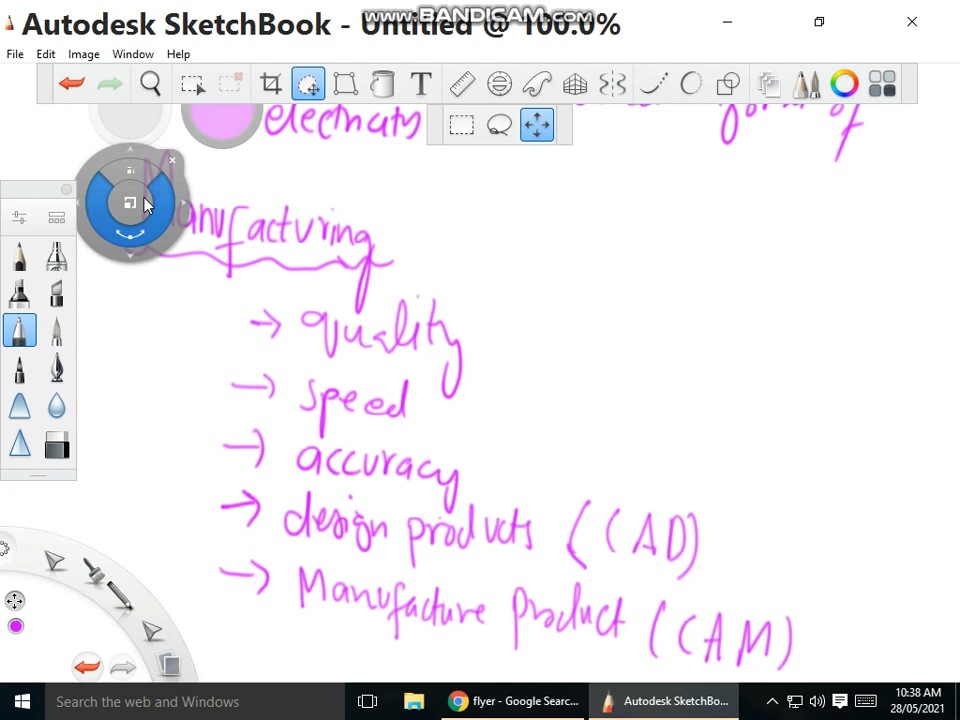 Autodesk SketchBook - Untitled @ 100.0%
www.BANDICAM.com
File Edit Image Window Help
electricity of
Manufacturing
→ quality
→ speed
→ accuracy
→ design products (CAD)
→ Manufacture product (CAM)
Search the web and Windows
flyer - Google Searc...
Autodesk SketchBo...
10:38 AM
28/05/2021